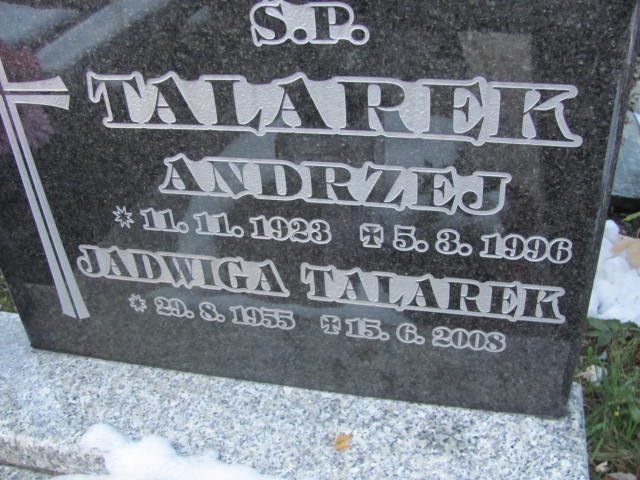 S.P.
TALAREK
ANDRZEJ
* 11. 11. 1923 ✝ 5. 3. 1996
JADWIGA TALAREK
* 29. 8. 1955 ✝ 15. 6. 2008